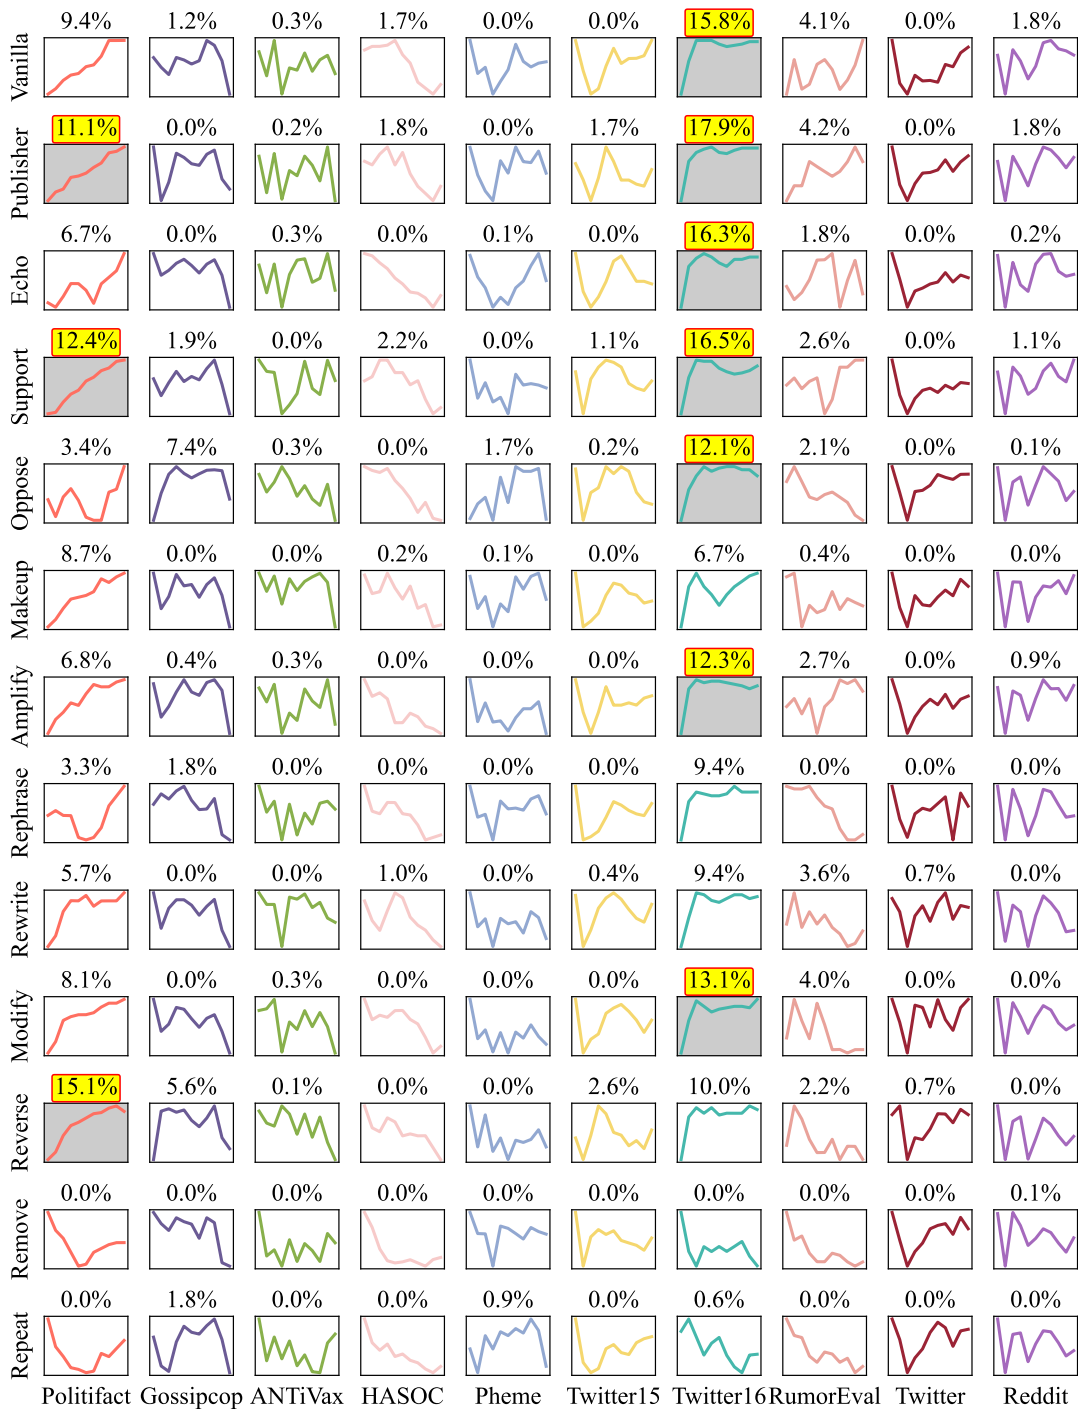 9.4% 1.2% 0.3% 1.7% 0.0% 0.0% 15.8% 4.1% 0.0% 1.8%
Vanilla
11.1% 0.0% 0.2% 1.8% 0.0% 1.7% 17.9% 4.2% 0.0% 1.8%
Publisher
6.7% 0.0% 0.3% 0.0% 0.1% 0.0% 16.3% 1.8% 0.0% 0.2%
Echo
12.4% 1.9% 0.0% 2.2% 0.0% 1.1% 16.5% 2.6% 0.0% 1.1%
Support
3.4% 7.4% 0.3% 0.0% 1.7% 0.2% 12.1% 2.1% 0.0% 0.1%
Oppose
8.7% 0.0% 0.0% 0.2% 0.1% 0.0% 6.7% 0.4% 0.0% 0.0%
Makeup
6.8% 0.4% 0.3% 0.0% 0.0% 0.0% 12.3% 2.7% 0.0% 0.9%
Amplify
3.3% 1.8% 0.0% 0.0% 0.0% 0.0% 9.4% 0.0% 0.0% 0.0%
Rephrase
5.7% 0.0% 0.0% 1.0% 0.0% 0.4% 9.4% 3.6% 0.7% 0.0%
Rewrite
8.1% 0.0% 0.3% 0.0% 0.0% 0.0% 13.1% 4.0% 0.0% 0.0%
Modify
15.1% 5.6% 0.1% 0.0% 0.0% 2.6% 10.0% 2.2% 0.7% 0.0%
Reverse
0.0% 0.0% 0.0% 0.0% 0.0% 0.0% 0.0% 0.0% 0.0% 0.1%
Remove
0.0% 1.8% 0.0% 0.0% 0.9% 0.0% 0.6% 0.0% 0.0% 0.0%
Repeat
Politifact Gossipcop ANTiVax HASOC Pheme Twitter15 Twitter16 RumorEval Twitter Reddit